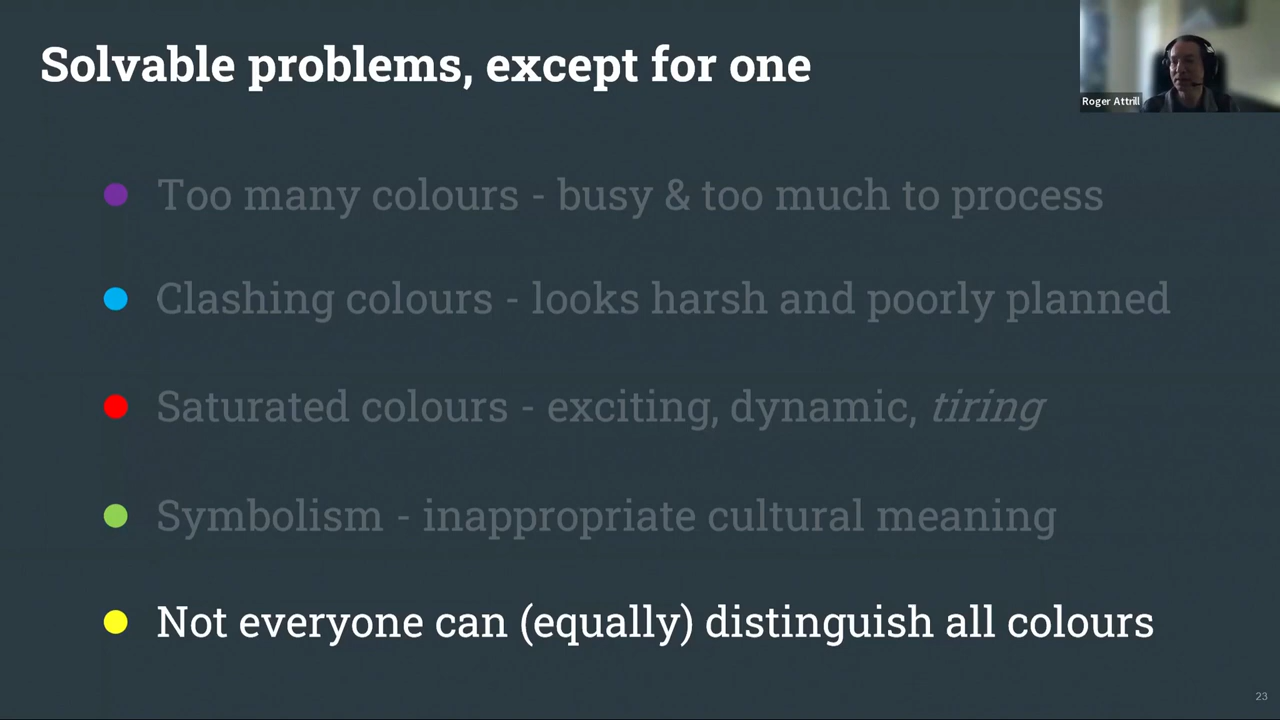 Solvable problems, except for one
Roger Attrill
Too many colours - busy & too much to process
Clashing colours - looks harsh and poorly planned
Saturated colours - exciting, dynamic, tiring
Symbolism - inappropriate cultural meaning
Not everyone can (equally) distinguish all colours
23